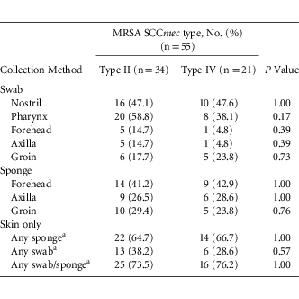 MRSA SCCmec type, No. (%)
(n = 55)
Collection Method Type II (n = 34) Type IV (n = 21) P Value
Swab
Nostril 16 (47.1) 10 (47.6) 1.00
Pharynx 20 (58.8) 8 (38.1) 0.17
Forehead 5 (14.7) 1 (4.8) 0.39
Axilla 5 (14.7) 1 (4.8) 0.39
Groin 6 (17.7) 5 (23.8) 0.73
Sponge
Forehead 14 (41.2) 9 (42.9) 1.00
Axilla 9 (26.5) 6 (28.6) 1.00
Groin 10 (29.4) 5 (23.8) 0.76
Skin only
Any spongeª 22 (64.7) 14 (66.7) 1.00
Any swabª 13 (38.2) 6 (28.6) 0.57
Any swab/spongeª 25 (73.5) 16 (76.2) 1.00